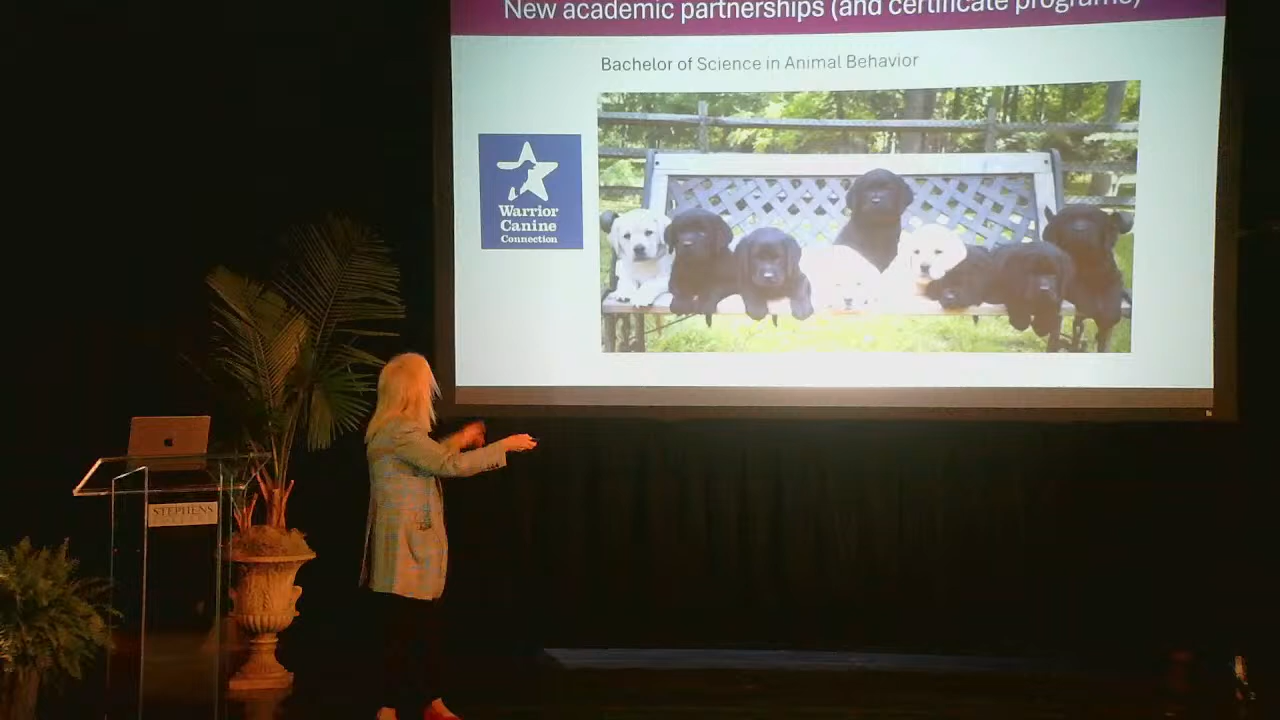 New academic partnerships (and certificate programs)
Bachelor of Science in Animal Behavior
Warrior
Canine
Connection
STEPHENS